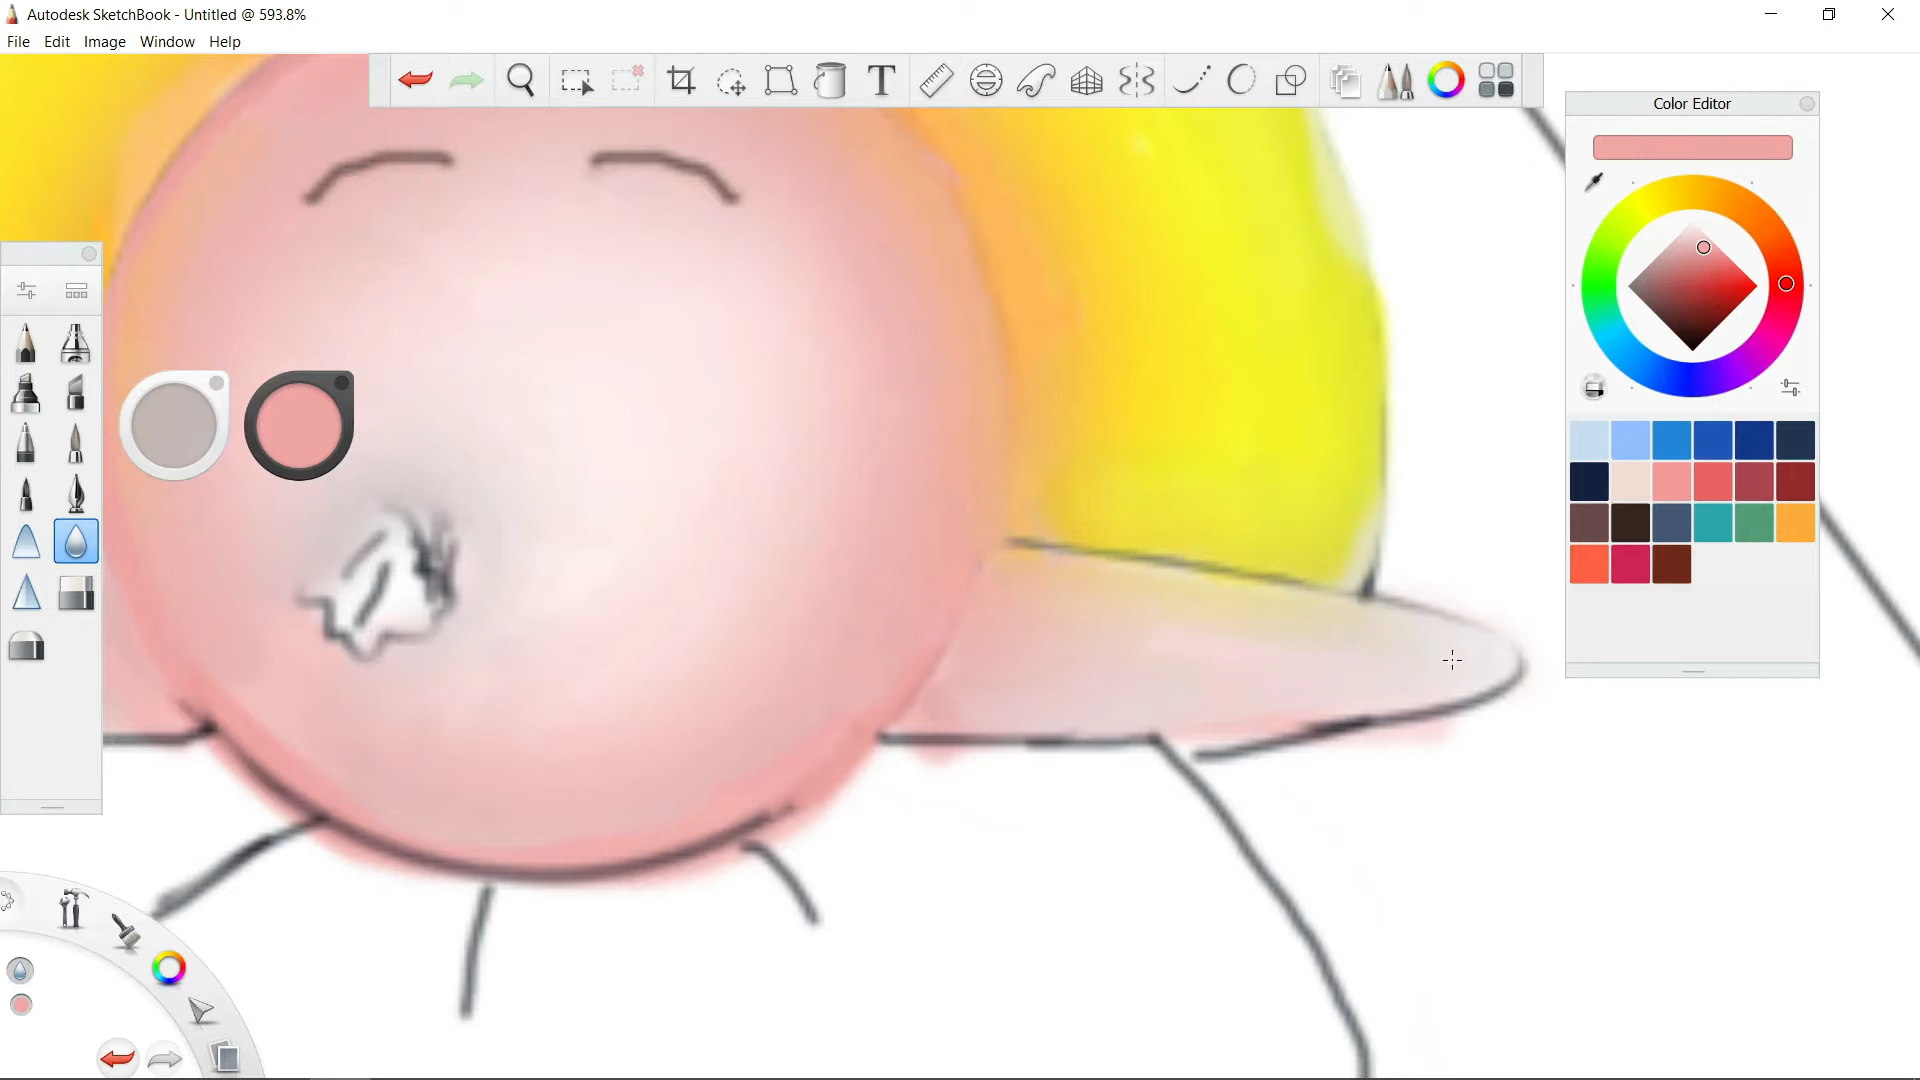 Autodesk SketchBook - Untitled @ 593.8%
File Edit Image Window Help
T
Color Editor